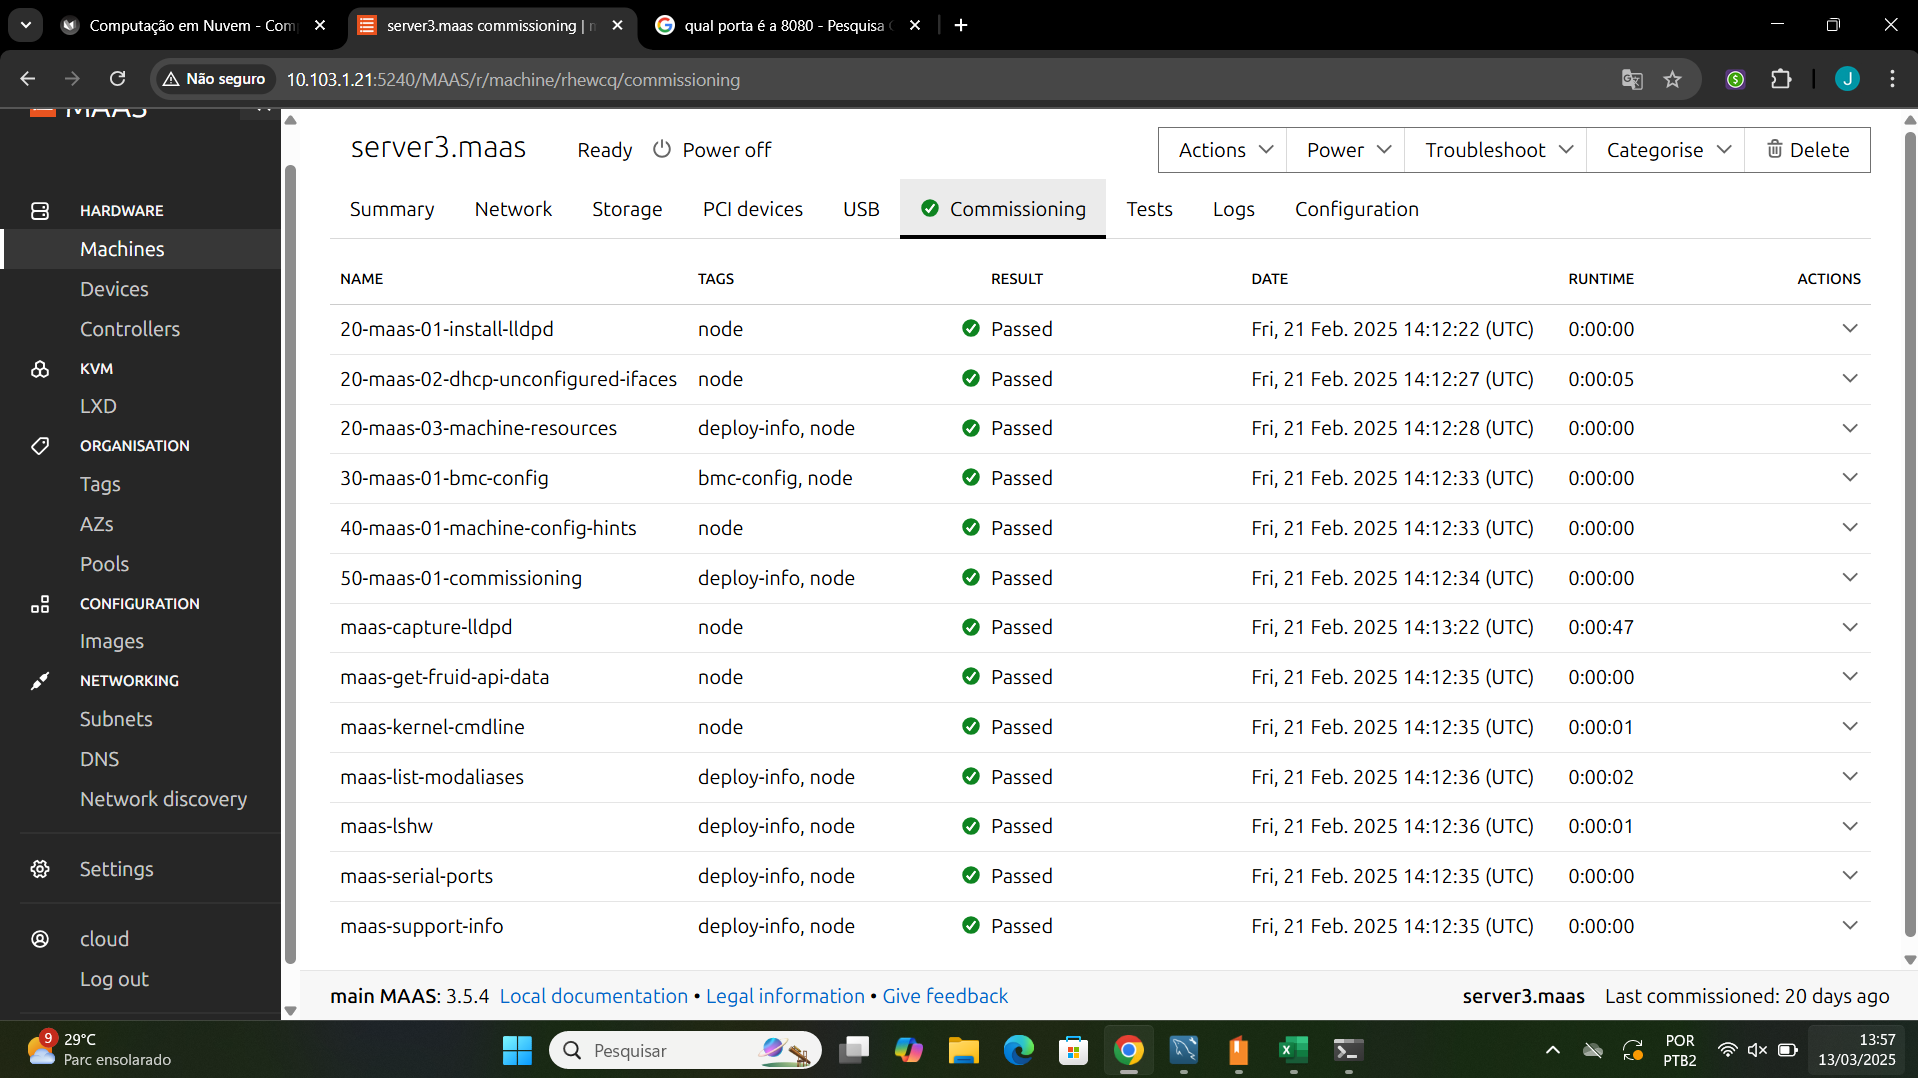 Computação em Nuvem - Com
server3.maas commissioning |
qual porta é a 8080 - Pesquisa
Não seguro
10.103.1.21:5240/MAAS/r/machine/rhewcq/commissioning
J
MAAS
HARDWARE
Machines
Devices
Controllers
KVM
LXD
ORGANISATION
Tags
AZs
Pools
CONFIGURATION
Images
NETWORKING
Subnets
DNS
Network discovery
Settings
cloud
Log out
server3.maas Ready Power off
Actions Power Troubleshoot Categorise Delete
Summary Network Storage PCI devices USB Commissioning Tests Logs Configuration
NAME TAGS RESULT DATE RUNTIME ACTIONS
20-maas-01-install-lldpd node Passed Fri, 21 Feb. 2025 14:12:22 (UTC) 0:00:00
20-maas-02-dhcp-unconfigured-ifaces node Passed Fri, 21 Feb. 2025 14:12:27 (UTC) 0:00:05
20-maas-03-machine-resources deploy-info, node Passed Fri, 21 Feb. 2025 14:12:28 (UTC) 0:00:00
30-maas-01-bmc-config bmc-config, node Passed Fri, 21 Feb. 2025 14:12:33 (UTC) 0:00:00
40-maas-01-machine-config-hints node Passed Fri, 21 Feb. 2025 14:12:33 (UTC) 0:00:00
50-maas-01-commissioning deploy-info, node Passed Fri, 21 Feb. 2025 14:12:34 (UTC) 0:00:00
maas-capture-lldpd node Passed Fri, 21 Feb. 2025 14:13:22 (UTC) 0:00:47
maas-get-fruid-api-data node Passed Fri, 21 Feb. 2025 14:12:35 (UTC) 0:00:00
maas-kernel-cmdline node Passed Fri, 21 Feb. 2025 14:12:35 (UTC) 0:00:01
maas-list-modaliases deploy-info, node Passed Fri, 21 Feb. 2025 14:12:36 (UTC) 0:00:02
maas-lshw deploy-info, node Passed Fri, 21 Feb. 2025 14:12:36 (UTC) 0:00:01
maas-serial-ports deploy-info, node Passed Fri, 21 Feb. 2025 14:12:35 (UTC) 0:00:00
maas-support-info deploy-info, node Passed Fri, 21 Feb. 2025 14:12:35 (UTC) 0:00:00
main MAAS: 3.5.4 Local documentation • Legal information • Give feedback
server3.maas Last commissioned: 20 days ago
9
29°C
Parc ensolarado
Pesquisar
POR
PTB2
13:57
13/03/2025